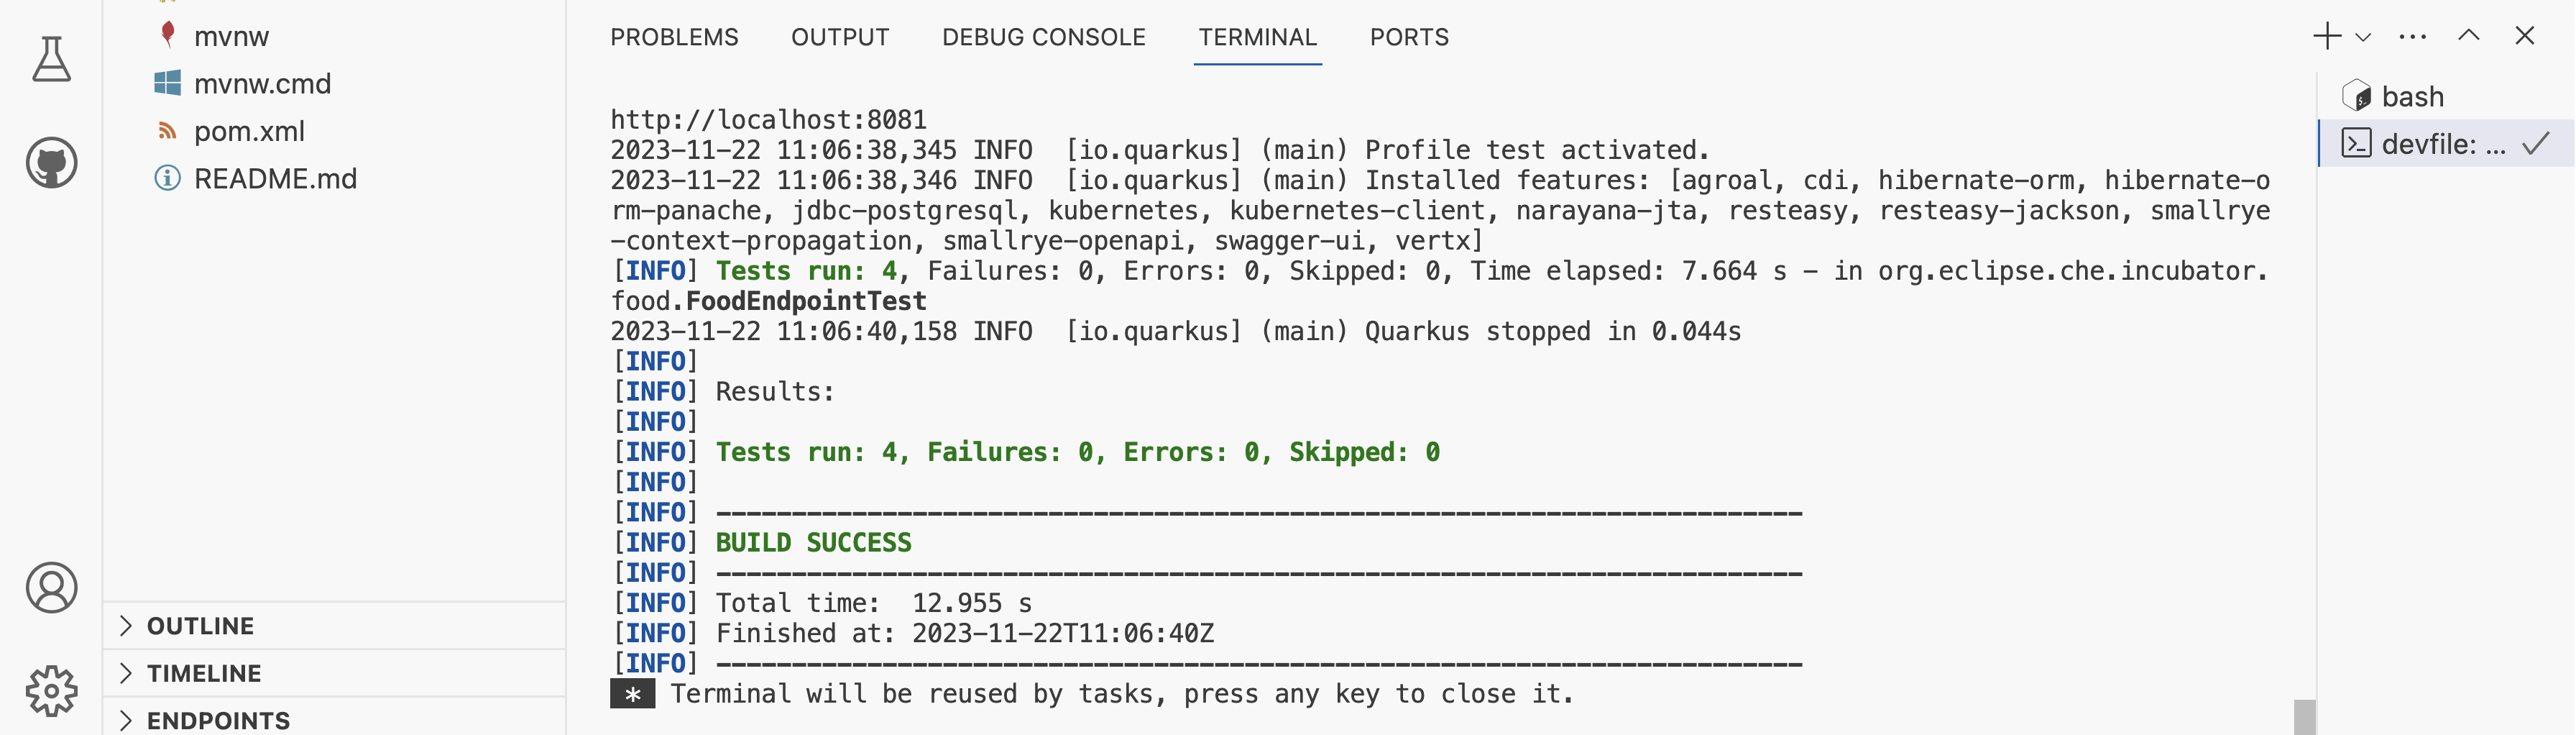 mvnw
mvnw.cmd
pom.xml
README.md
OUTLINE
TIMELINE
ENDPOINTS
PROBLEMS OUTPUT DEBUG CONSOLE TERMINAL PORTS
http://localhost:8081
2023-11-22 11:06:38,345 INFO  [io.quarkus] (main) Profile test activated.
2023-11-22 11:06:38,346 INFO  [io.quarkus] (main) Installed features: [agroal, cdi, hibernate-orm, hibernate-o
rm-panache, jdbc-postgresql, kubernetes, kubernetes-client, narayana-jta, resteasy, resteasy-jackson, smallrye
-context-propagation, smallrye-openapi, swagger-ui, vertx]
[INFO] Tests run: 4, Failures: 0, Errors: 0, Skipped: 0, Time elapsed: 7.664 s - in org.eclipse.che.incubator.
food.FoodEndpointTest
2023-11-22 11:06:40,158 INFO  [io.quarkus] (main) Quarkus stopped in 0.044s
[INFO]
[INFO] Results:
[INFO]
[INFO] Tests run: 4, Failures: 0, Errors: 0, Skipped: 0
[INFO]
[INFO] ------------------------------------------------------------------------
[INFO] BUILD SUCCESS
[INFO] ------------------------------------------------------------------------
[INFO] Total time:  12.955 s
[INFO] Finished at: 2023-11-22T11:06:40Z
[INFO] ------------------------------------------------------------------------
* Terminal will be reused by tasks, press any key to close it.
bash
devfile: ...